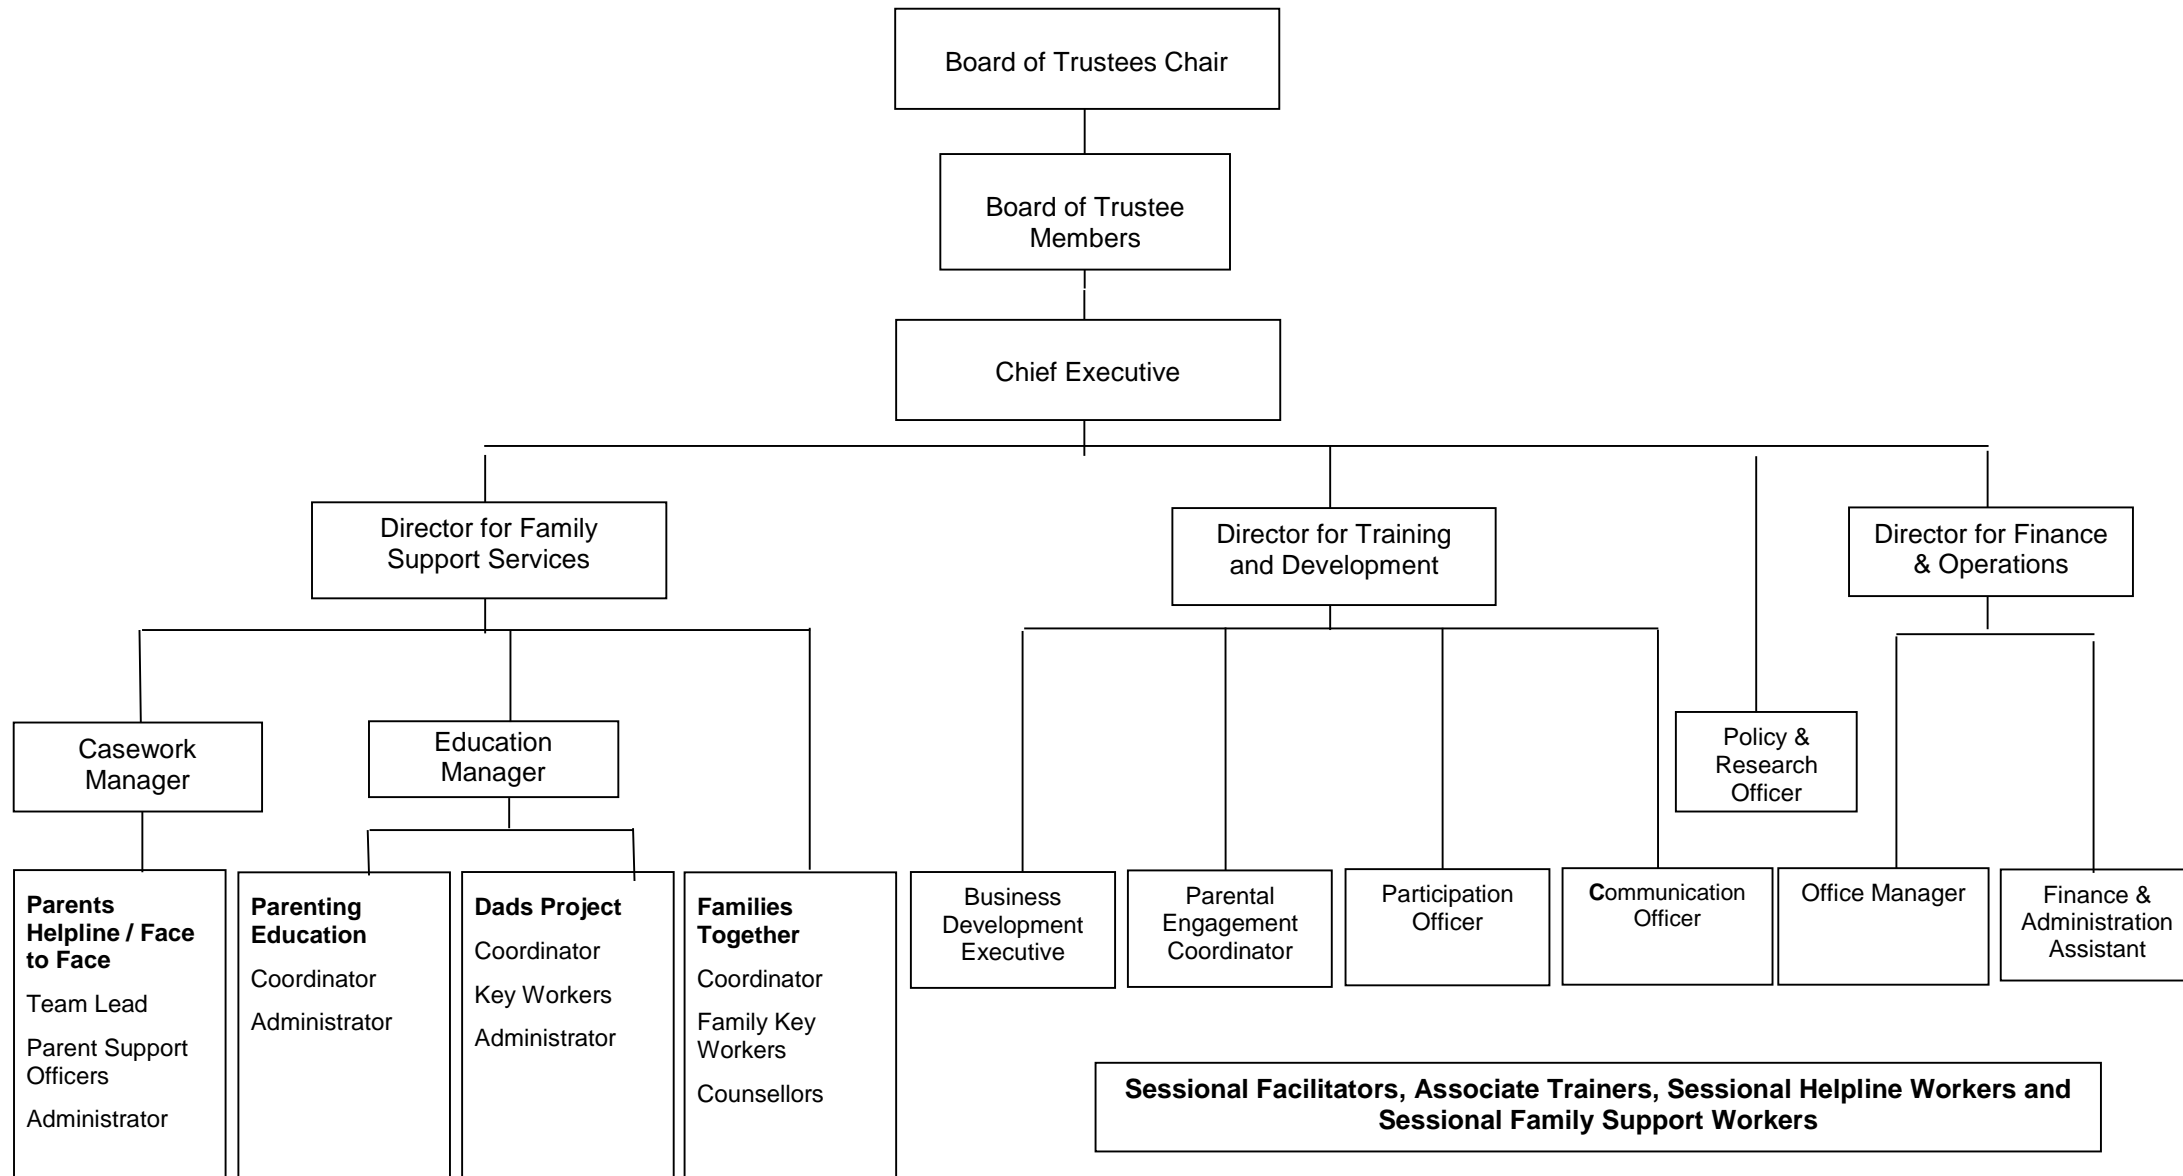 Board of Trustees Chair
Board of Trustee
Members
Chief Executive
Director for Family
Support Services
Director for Training
and Development
Director for Finance
& Operations
Casework
Manager
Education
Manager
Policy &
Research
Officer
Parents
Helpline / Face
to Face
Team Lead
Parent Support
Officers
Administrator
Parenting
Education
Coordinator
Administrator
Dads Project
Coordinator
Key Workers
Administrator
Families
Together
Coordinator
Family Key
Workers
Counsellors
Business
Development
Executive
Parental
Engagement
Coordinator
Participation
Officer
Communication
Officer
Office Manager
Finance &
Administration
Assistant
Sessional Facilitators, Associate Trainers, Sessional Helpline Workers and
Sessional Family Support Workers